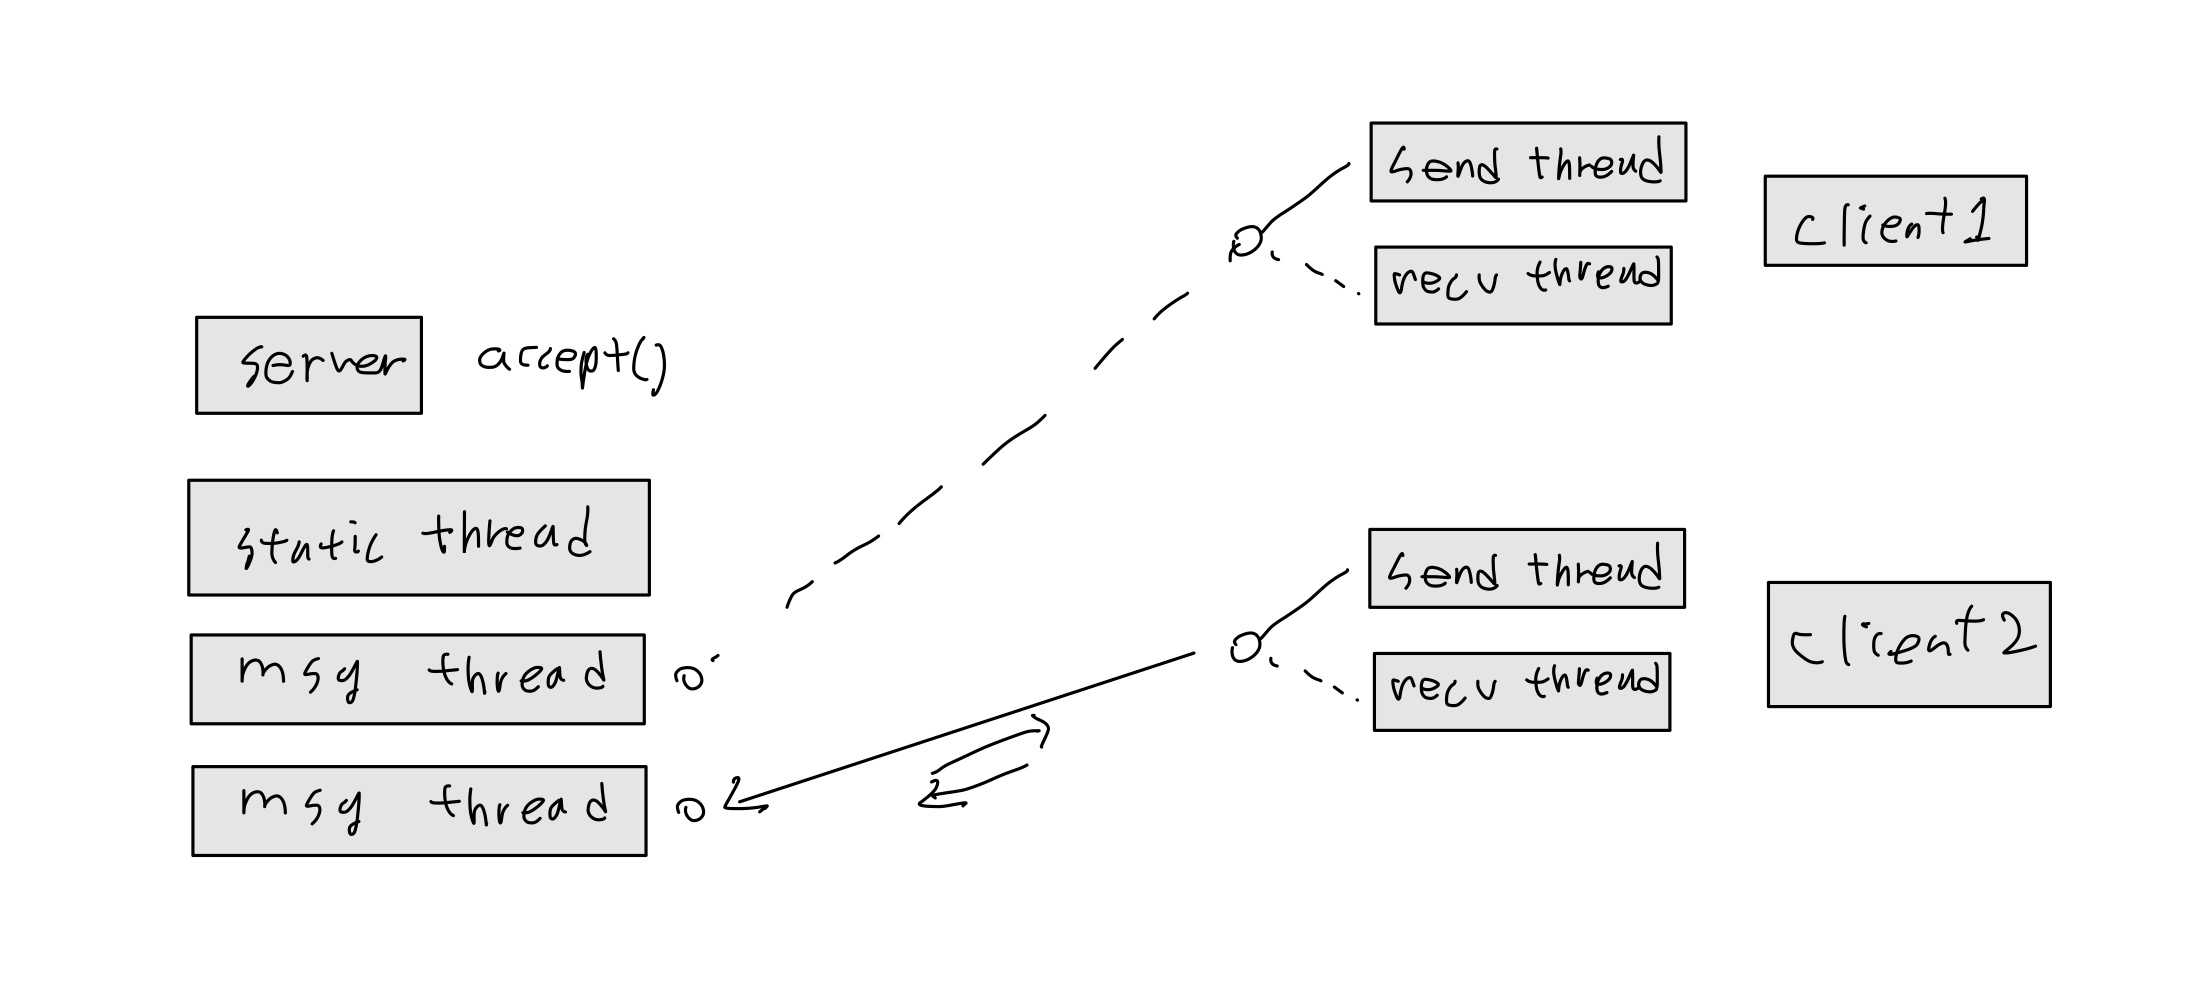 send thread
client1
recv thread
server accept()
static thread
msg thread
msg thread
send thread
client2
recv thread